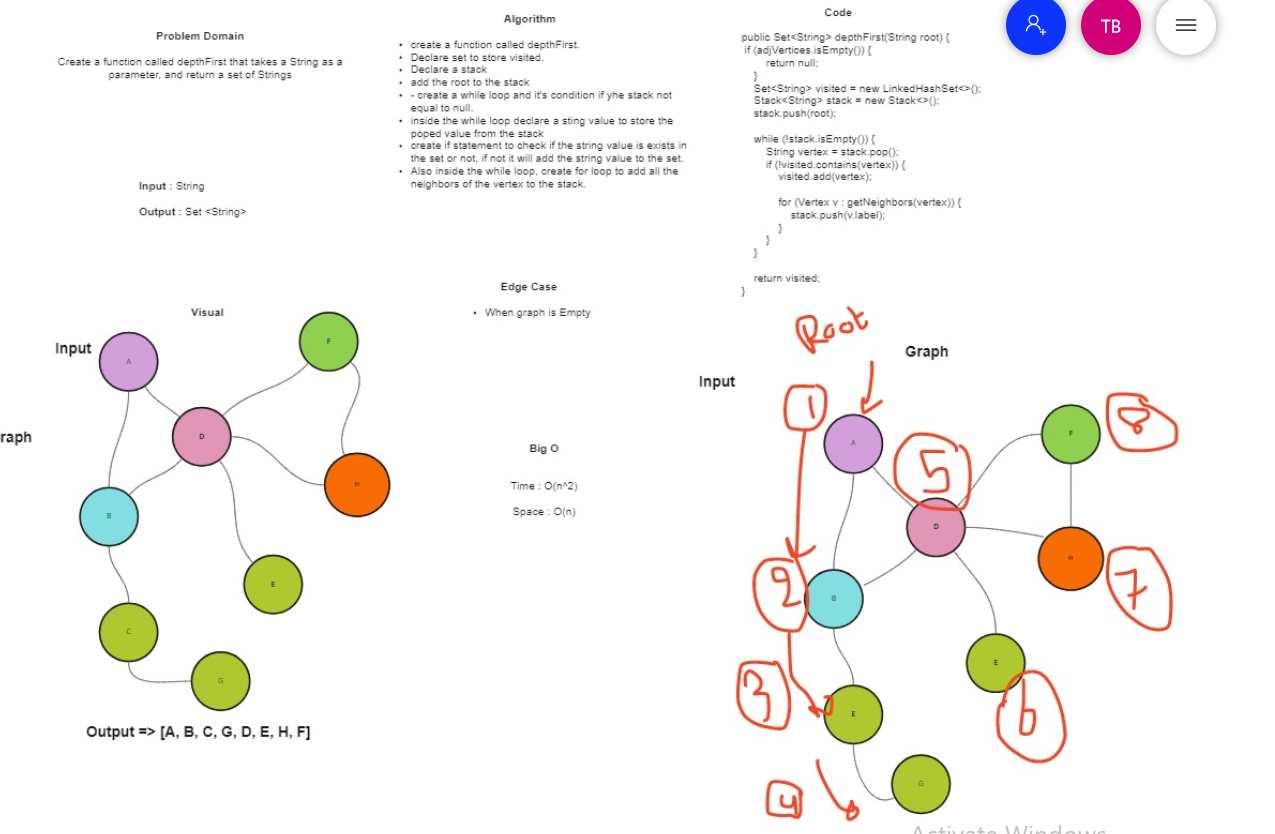 Problem Domain
Create a function called depthFirst that takes a String as a
parameter, and return a set of Strings
Input : String
Output : Set <String>
Algorithm
• create a function called depthFirst.
• Declare set to store visited.
• Declare a stack
• add the root to the stack
• - create a while loop and it's condition if yhe stack not
equal to null.
• inside the while loop declare a sting value to store the
poped value from the stack
• create if statement to check if the string value is exists in
the set or not, if not it will add the string value to the set.
• Also inside the while loop, create for loop to add all the
neighbors of the vertex to the stack.
Code
public Set<String> depthFirst(String root) {
if (adjVertices.isEmpty()) {
return null;
}
Set<String> visited = new LinkedHashSet<>();
Stack<String> stack = new Stack<>();
stack.push(root);
while (!stack.isEmpty()) {
String vertex = stack.pop();
if (!visited.contains(vertex)) {
visited.add(vertex);
for (Vertex v : getNeighbors(vertex)) {
stack.push(v.label);
}
}
}
return visited;
}
TB
Edge Case
• When graph is Empty
Big O
Time : O(n^2)
Space : O(n)
Visual
Input
raph
A
F
D
H
B
E
C
G
Output => [A, B, C, G, D, E, H, F]
Root
Graph
Input
1
A
5
F
8
D
2
B
H
7
3
E
E
6
4
G
Activate Windows